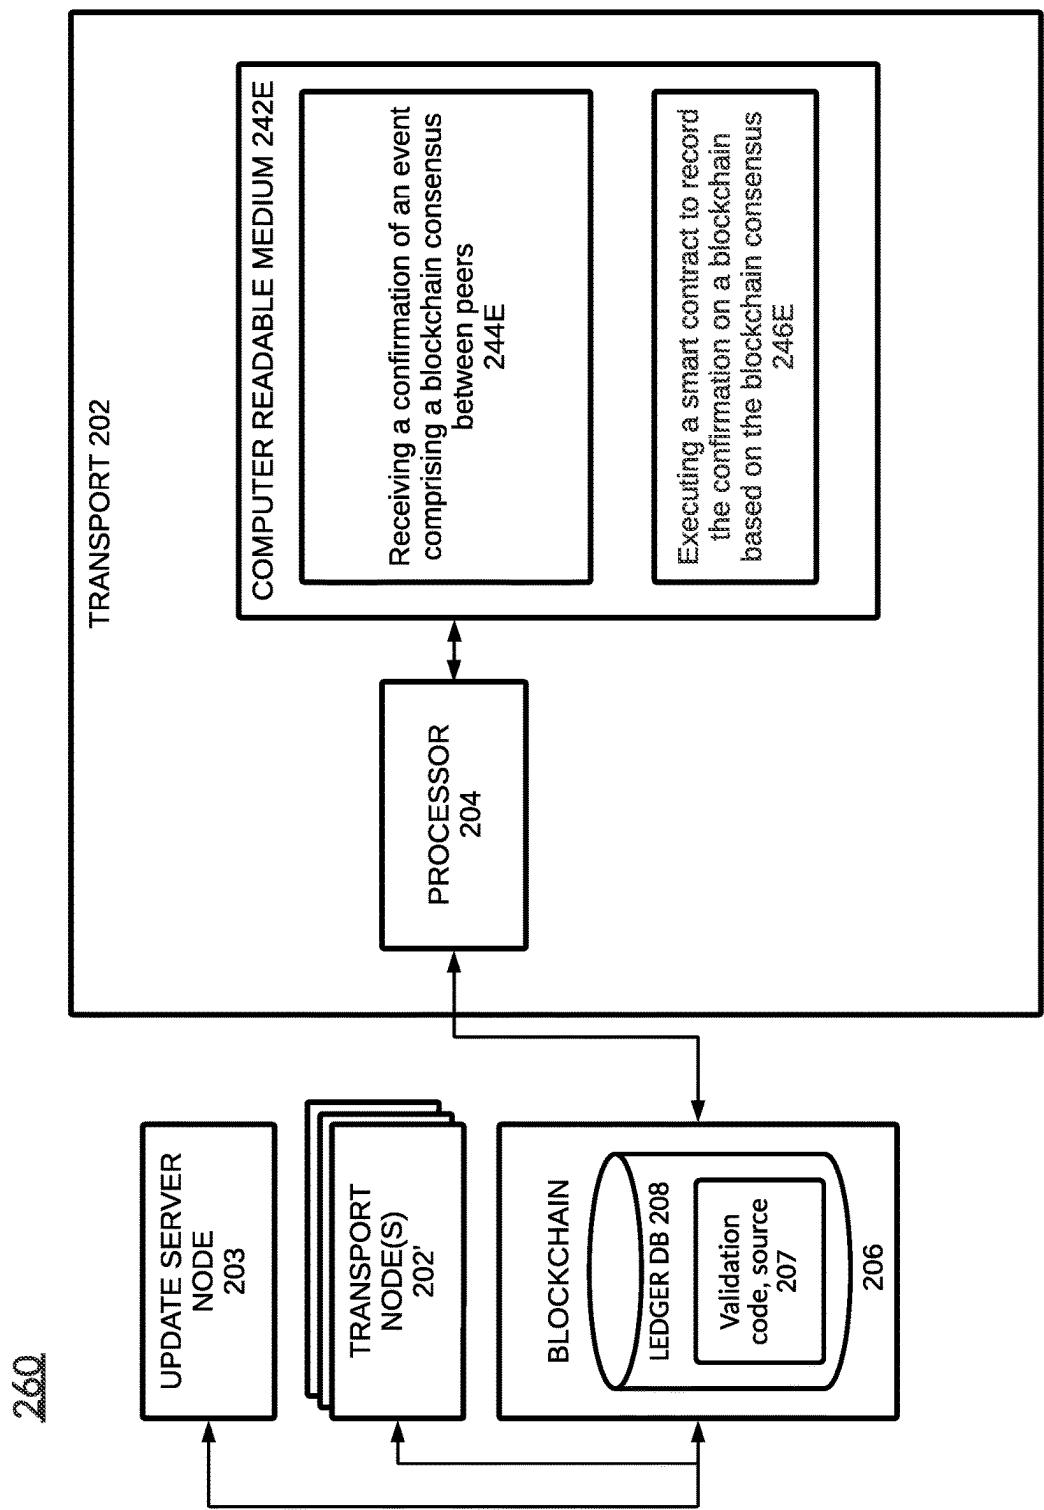 260
UPDATE SERVER
NODE
203
TRANSPORT
NODE(S)
202'
BLOCKCHAIN
LEDGER DB 208
Validation
code, source
207
206
TRANSPORT 202
PROCESSOR
204
COMPUTER READABLE MEDIUM 242E
Receiving a confirmation of an event
comprising a blockchain consensus
between peers
244E
Executing a smart contract to record
the confirmation on a blockchain
based on the blockchain consensus
246E